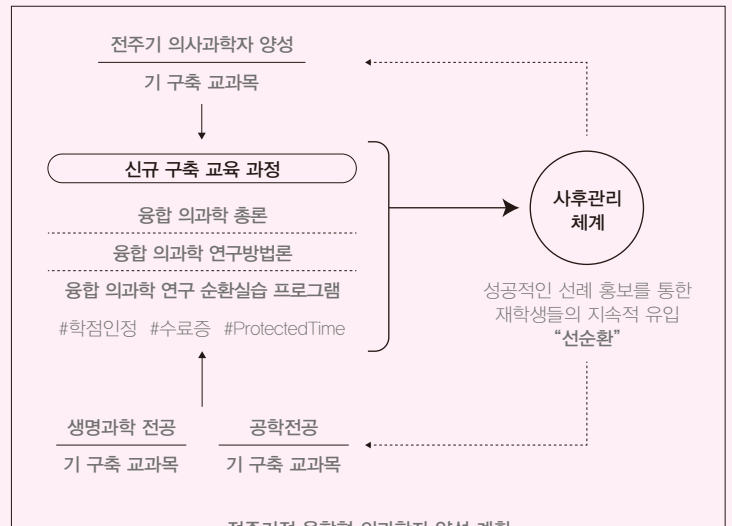 전주기 의사과학자 양성
기 구축 교과목
신규 구축 교육 과정
융합 의과학 총론
융합 의과학 연구방법론
융합 의과학 연구 순환실습 프로그램
#학점인정 #수료증 #ProtectedTime
생명과학 전공
기 구축 교과목
공학전공
기 구축 교과목
사후관리
체계
성공적인 선례 홍보를 통한
재학생들의 지속적 유입
“선순환”